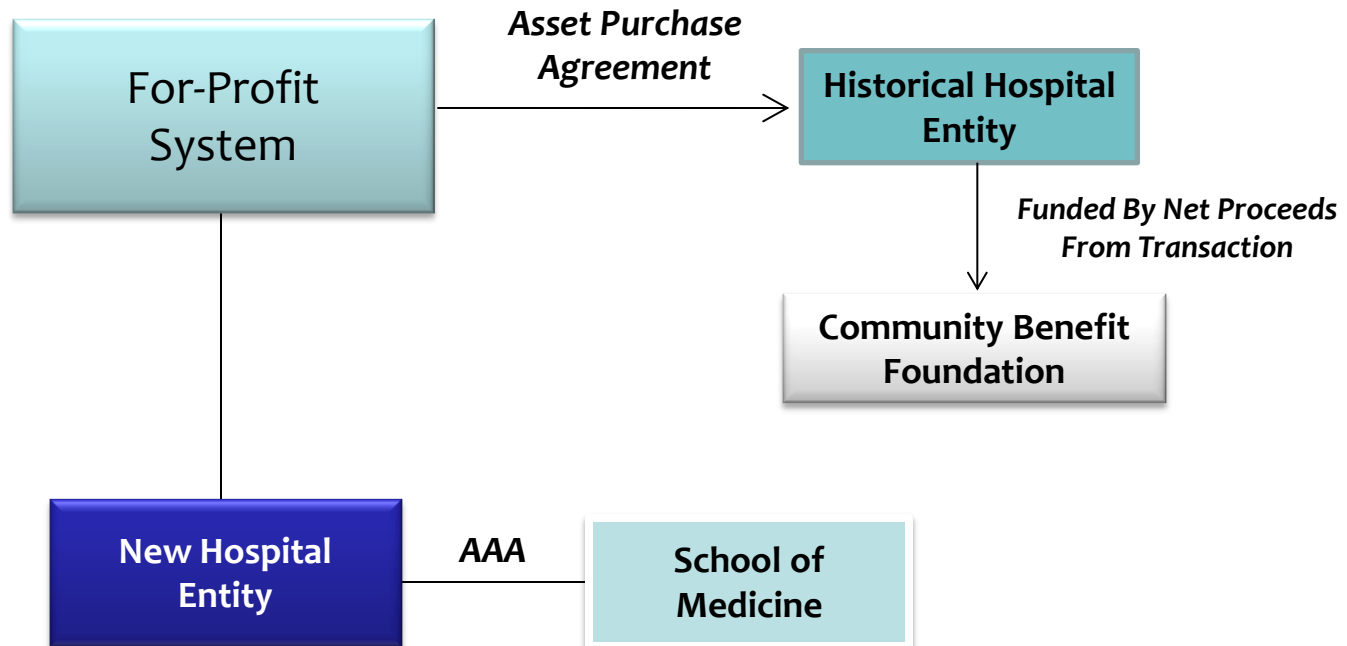 Asset Purchase
Agreement
For-Profit
System
Historical Hospital
Entity
Funded By Net Proceeds
From Transaction
Community Benefit
Foundation
New Hospital
Entity
AAA
School of
Medicine